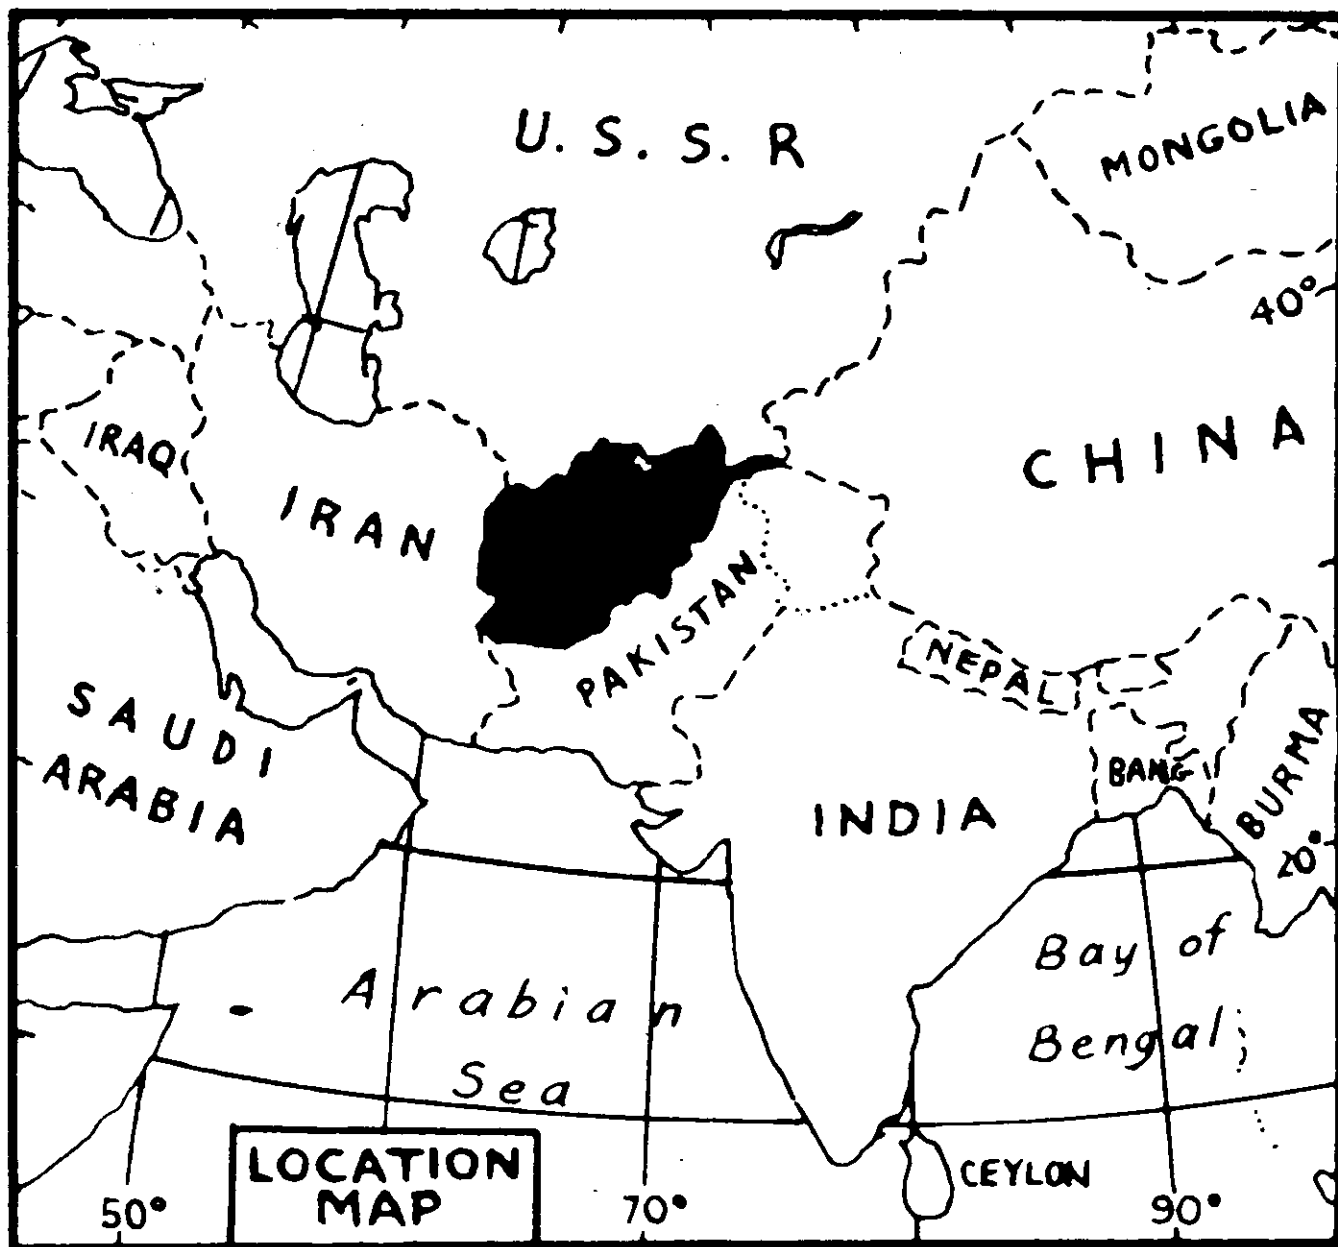 U.S.S.R
MONGOLIA
40°
IRAQ
IRAN
CHINA
PAKISTAN
NEPAL
SAUDI
ARABIA
BANG
BURMA
INDIA
20°
Arabian
Sea
Bay of
Bengal
LOCATION
MAP
CEYLON
50°
70°
90°